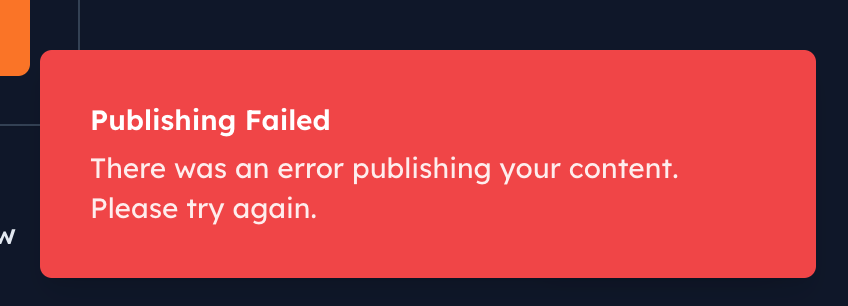 Publishing Failed
There was an error publishing your content.
Please try again.
w